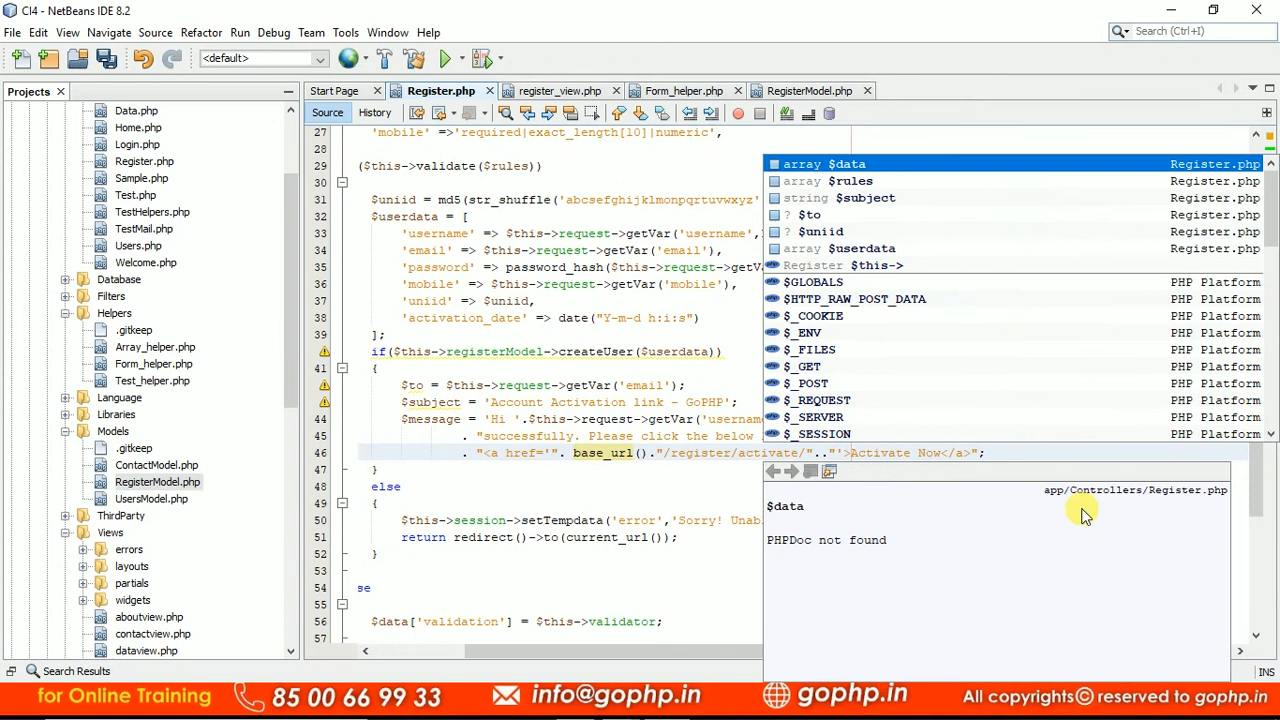 CI4 - NetBeans IDE 8.2
File Edit View Navigate Source Refactor Run Debug Team Tools Window Help
Search (Ctrl+I)
<default>
Projects
Start Page
Register.php
register_view.php
Form_helper.php
RegisterModel.php
Source History
Data.php
Home.php
Login.php
Register.php
Sample.php
Test.php
TestHelpers.php
TestMail.php
Users.php
Welcome.php
Database
Filters
Helpers
.gitkeep
Array_helper.php
Form_helper.php
Test_helper.php
Language
Libraries
Models
.gitkeep
ContactModel.php
RegisterModel.php
UsersModel.php
ThirdParty
Views
errors
layouts
partials
widgets
aboutview.php
contactview.php
dataview.php
27 'mobile' =>'required|exact_length[10]|numeric',
28
29 ($this->validate($rules))
30
31 $uniid = md5(str_shuffle('abcsefghijklmonpqrtuvwxyz'
32 $userdata = [
33 'username' => $this->request->getVar('username',
34 'email' => $this->request->getVar('email'),
35 'password' => password_hash($this->request->getVa
36 'mobile' => $this->request->getVar('mobile'),
37 'uniid' => $uniid,
38 'activation_date' => date("Y-m-d h:i:s")
39 ];
if($this->registerModel->createUser($userdata))
41 {
$to = $this->request->getVar('email');
$subject = 'Account Activation link - GoPHP';
44 $message = 'Hi '.$this->request->getVar('usernam
45 . "successfully. Please click the below
46 . "<a href='". base_url()."/register/activate/".."'>Activate Now</a>";
47 }
48 else
49 {
50 $this->session->setTempdata('error','Sorry! Unab
51 return redirect()->to(current_url());
52 }
53
54 se
55
56 $data['validation'] = $this->validator;
57
array $data Register.php
array $rules Register.php
string $subject Register.php
? $to Register.php
? $uniid Register.php
array $userdata Register.php
Register $this->
$GLOBALS PHP Platform
$HTTP_RAW_POST_DATA PHP Platform
$_COOKIE PHP Platform
$_ENV PHP Platform
$_FILES PHP Platform
$_GET PHP Platform
$_POST PHP Platform
$_REQUEST PHP Platform
$_SERVER PHP Platform
$_SESSION PHP Platform
app/Controllers/Register.php
$data
PHPDoc not found
Search Results
INS
for Online Training 85 00 66 99 33 info@gophp.in gophp.in All copyrights© reserved to gophp.in